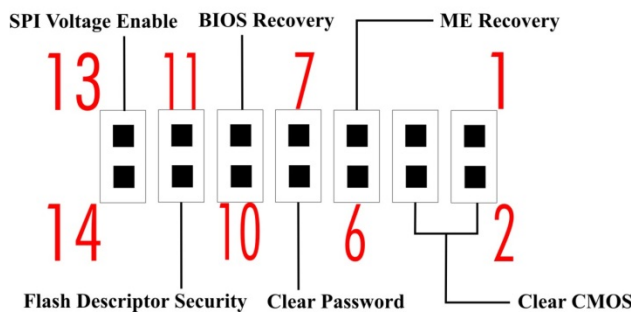 SPI Voltage Enable BIOS Recovery ME Recovery
13 11 7 1
14 10 6 2
Flash Descriptor Security Clear Password Clear CMOS